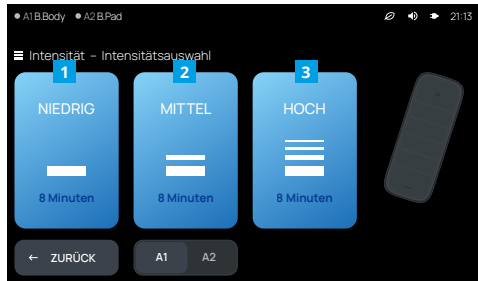 A1 B.Body A2 B.Pad 21:13
Intensität – Intensitätsauswahl
1 2 3
NIEDRIG MITTEL HOCH
8 Minuten 8 Minuten 8 Minuten
← ZURÜCK A1 A2